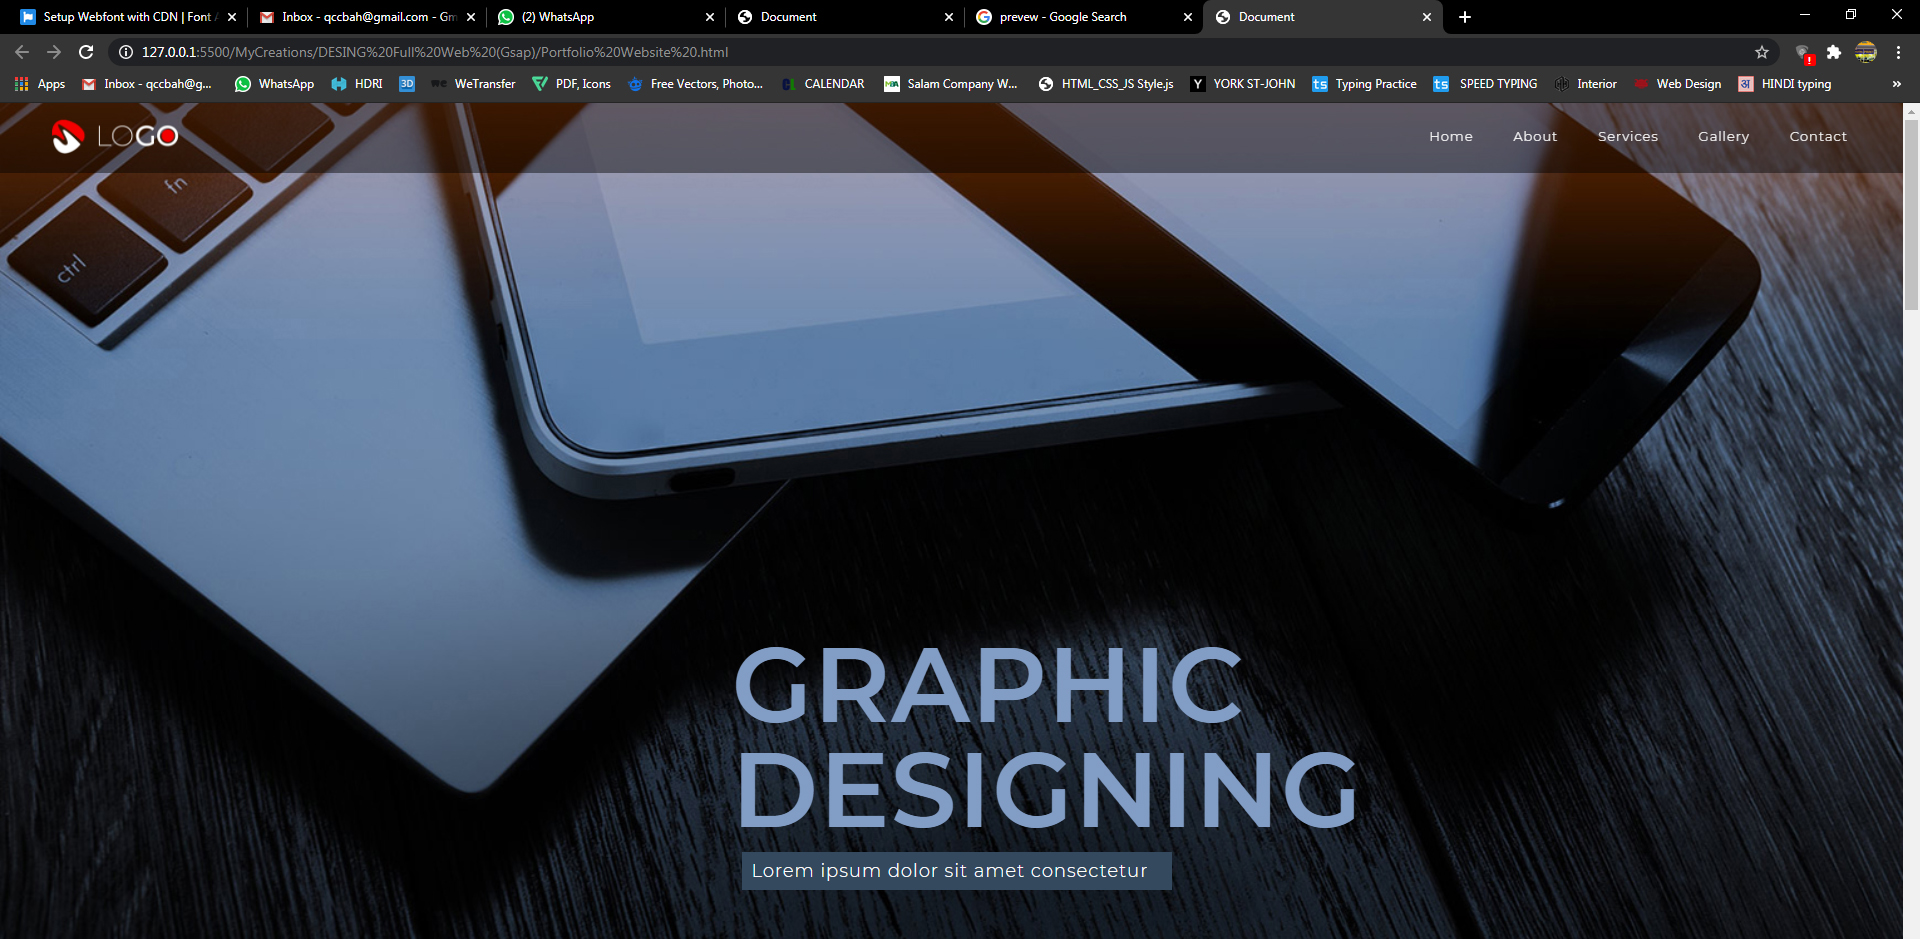 Setup Webfont with CDN | Font A
Inbox - qccbah@gmail.com - Gm
(2) WhatsApp
Document
prevew - Google Search
Document
127.0.0.1:5500/MyCreations/DESING%20Full%20Web%20(Gsap)/Portfolio%20Website%20.html
Apps
Inbox - qccbah@g...
WhatsApp
HDRI
3D
we
WeTransfer
PDF, Icons
Free Vectors, Photo...
CL
CALENDAR
Salam Company W...
HTML_CSS_JS Style.js
Y
YORK ST-JOHN
ts
Typing Practice
ts
SPEED TYPING
Interior
Web Design
अ
HINDI typing
»
LOGO
Home
About
Services
Gallery
Contact
fn
ctrl
GRAPHIC
DESIGNING
Lorem ipsum dolor sit amet consectetur